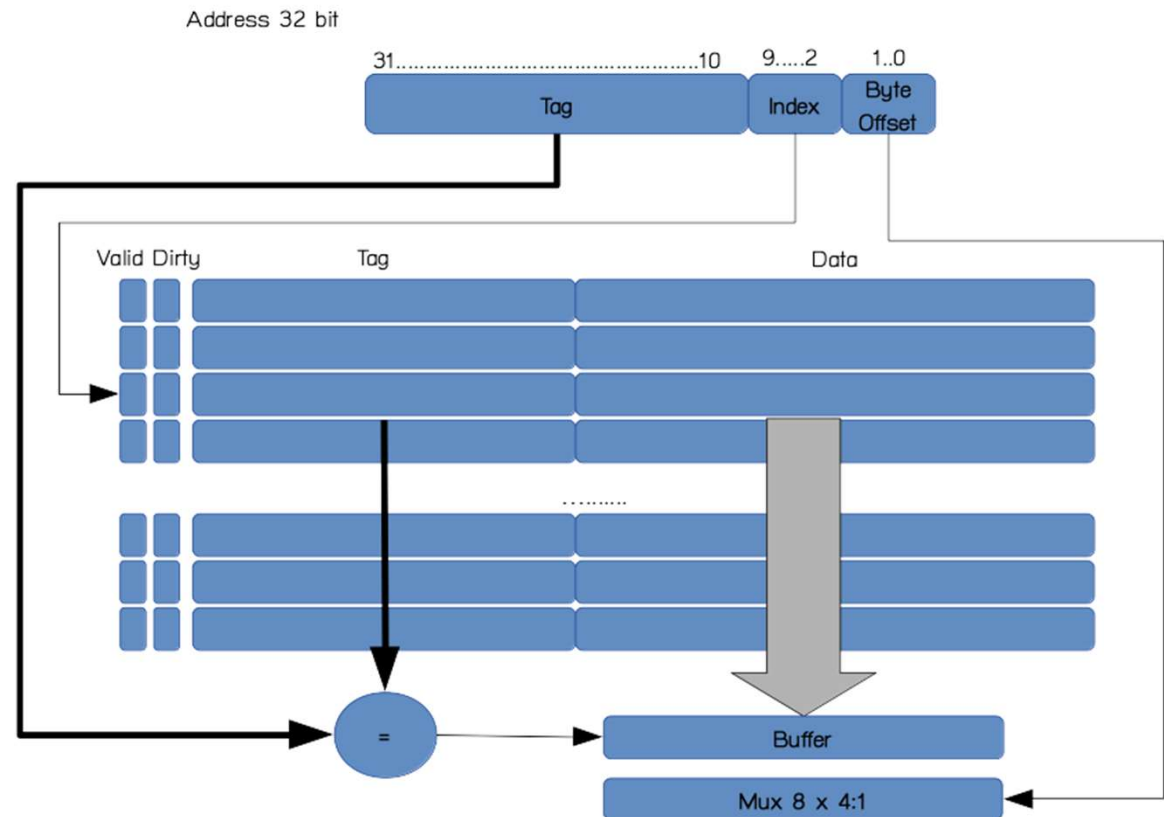 Address 32 bit
31.................................................10 9.....2 1..0
Tag Index Byte
Offset
Valid Dirty Tag Data
.........
= Buffer
Mux 8 x 4:1